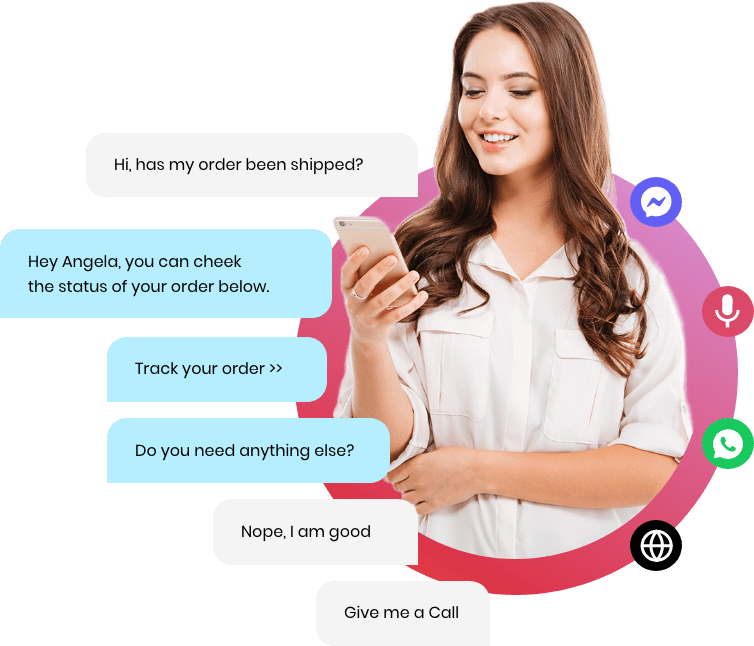 Hi, has my order been shipped?
Hey Angela, you can cheek
the status of your order below.
Track your order >>
Do you need anything else?
Nope, I am good
Give me a Call